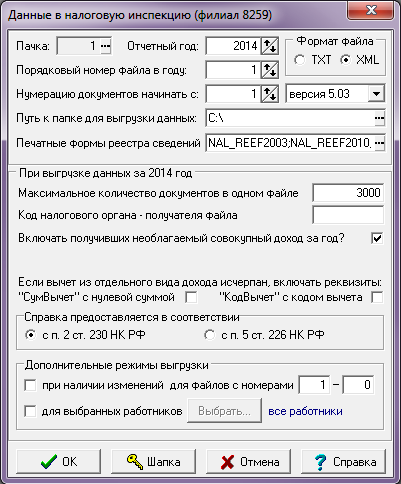 Данные в налоговую инспекцию (филиал 8259)
Пачка: 1 ... Отчетный год: 2014
Формат файла
TXT XML
Порядковый номер файла в году: 1
Нумерацию документов начинать с: 1 версия 5.03
Путь к папке для выгрузки данных: C:\ ...
Печатные формы реестра сведений NAL_REEF2003;NAL_REEF2010, ...
При выгрузке данных за 2014 год
Максимальное количество документов в одном файле 3000
Код налогового органа - получателя файла
Включать получивших необлагаемый совокупный доход за год?
Если вычет из отдельного вида дохода исчерпан, включать реквизиты:
"СумВычет" с нулевой суммой "КодВычет" с кодом вычета
Справка предоставляется в соответствии
с п. 2 ст. 230 НК РФ с п. 5 ст. 226 НК РФ
Дополнительные режимы выгрузки
при наличии изменений для файлов с номерами 1 – 0
для выбранных работников Выбрать... все работники
OK Шапка Отмена ? Справка